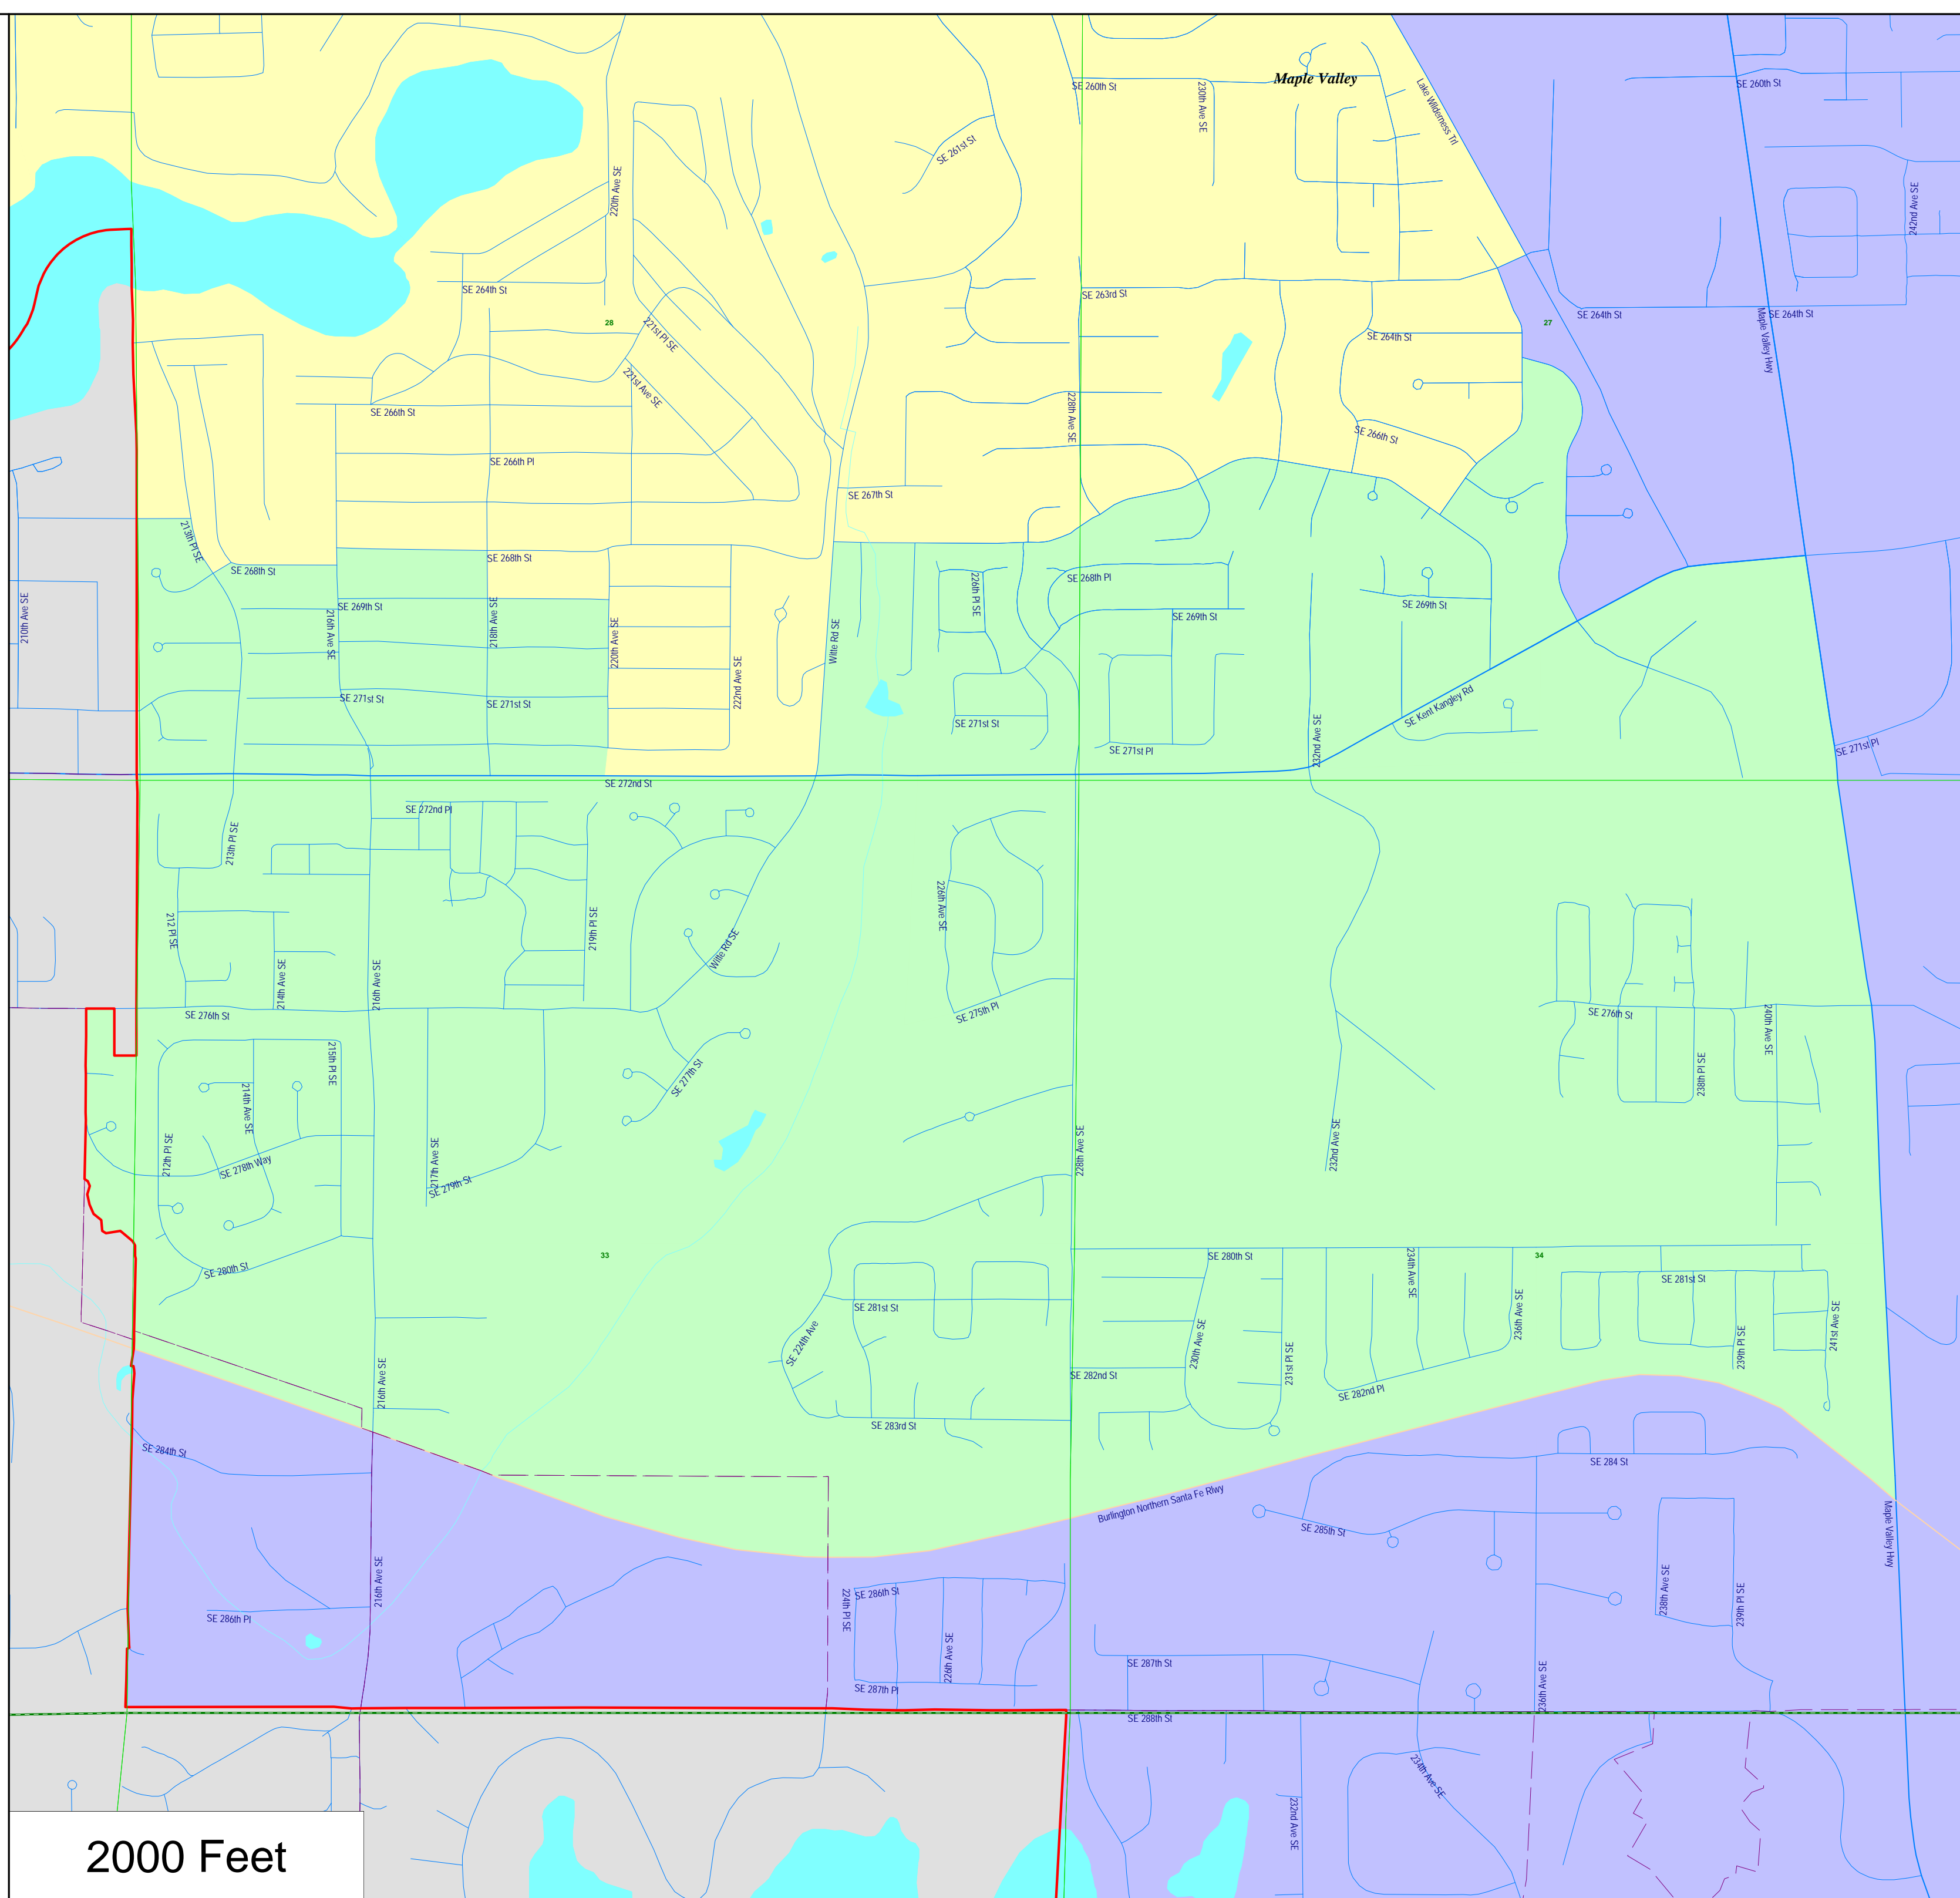 Maple Valley
SE 260th St
230th Ave SE
Lake Wilderness Trl
SE 260th St
SE 261st St
220th Ave SE
242nd Ave SE
SE 264th St
SE 263rd St
28
221st Pl SE
27
SE 264th St
SE 264th St
SE 264th St
Maple Valley Hwy
221st Ave SE
SE 266th St
228th Ave SE
SE 266th St
SE 266th Pl
SE 267th St
213th Pl SE
SE 268th St
SE 268th St
226th Pl SE
SE 268th Pl
210th Ave SE
216th Ave SE
SE 269th St
218th Ave SE
220th Ave SE
Witte Rd SE
SE 269th St
SE 269th St
222nd Ave SE
SE 271st St
SE 271st St
SE 271st St
SE 271st Pl
232nd Ave SE
SE Kent Kangley Rd
SE 271st Pl
SE 272nd St
SE 272nd Pl
213th Pl SE
212 Pl SE
219th Pl SE
Witte Rd SE
226th Ave SE
214th Ave SE
216th Ave SE
SE 276th St
SE 275th Pl
SE 276th St
240th Ave SE
215th Pl SE
214th Ave SE
SE 277th St
238th Pl SE
212th Pl SE
SE 278th Way
217th Ave SE
SE 279th St
228th Ave SE
232nd Ave SE
33
SE 280th St
SE 280th St
234th Ave SE
34
SE 281st St
SE 281st St
SE 224th Ave
230th Ave SE
231st Pl SE
236th Ave SE
239th Pl SE
241st Ave SE
216th Ave SE
SE 282nd St
SE 282nd Pl
SE 283rd St
SE 284th St
SE 284 St
Burlington Northern Santa Fe Rlwy
SE 285th St
Maple Valley Hwy
216th Ave SE
SE 286th Pl
224th Pl SE
SE 286th St
226th Ave SE
238th Ave SE
239th Pl SE
SE 287th St
SE 287th Pl
236th Ave SE
SE 288th St
234th Ave SE
232nd Ave SE
2000 Feet